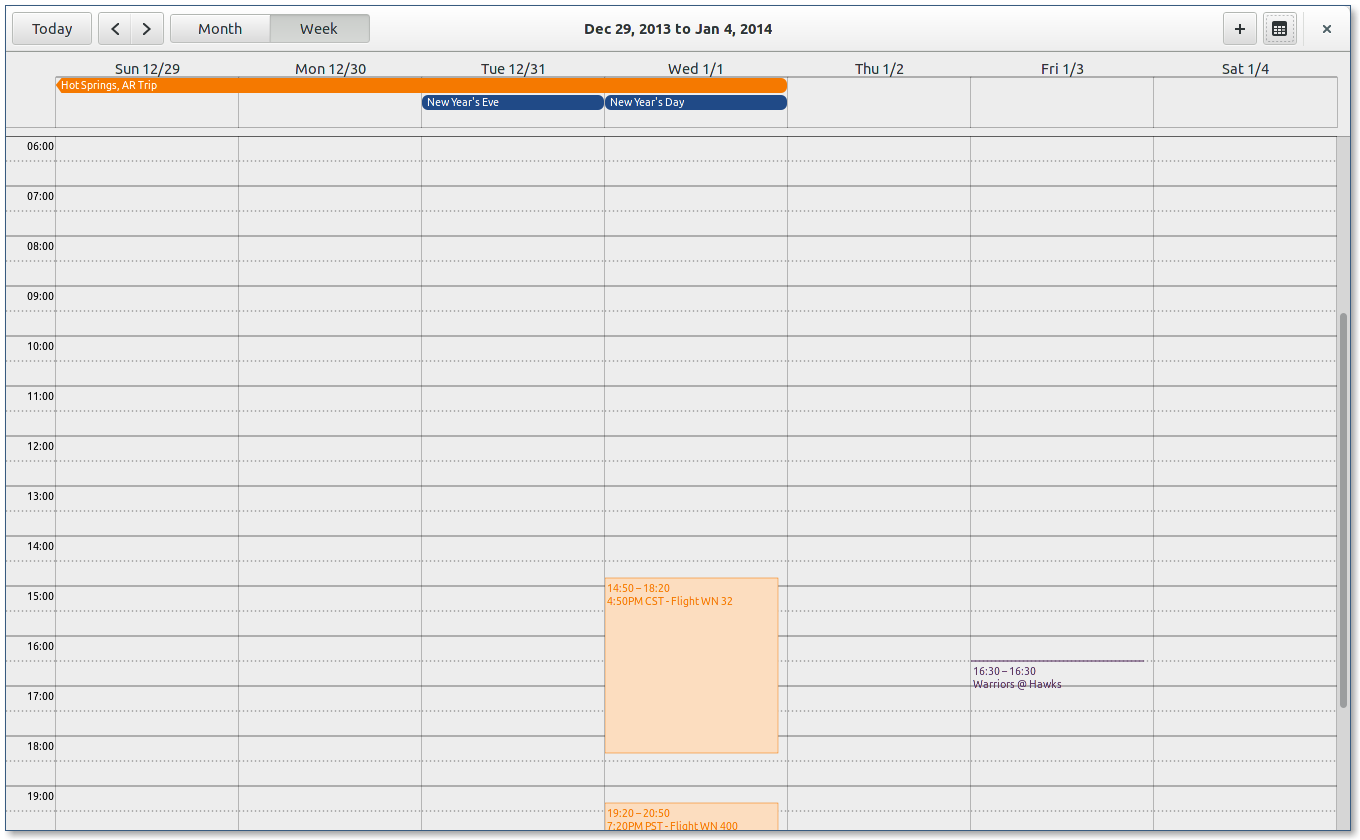 Today
Month
Week
Dec 29, 2013 to Jan 4, 2014
+
×
Sun 12/29
Mon 12/30
Tue 12/31
Wed 1/1
Thu 1/2
Fri 1/3
Sat 1/4
Hot Springs, AR Trip
New Year's Eve
New Year's Day
06:00
07:00
08:00
09:00
10:00
11:00
12:00
13:00
14:00
14:50 – 18:20
15:00
4:50PM CST - Flight WN 32
16:00
16:30 – 16:30
Warriors @ Hawks
17:00
18:00
19:00
19:20 – 20:50
7:20PM PST - Flight WN 400